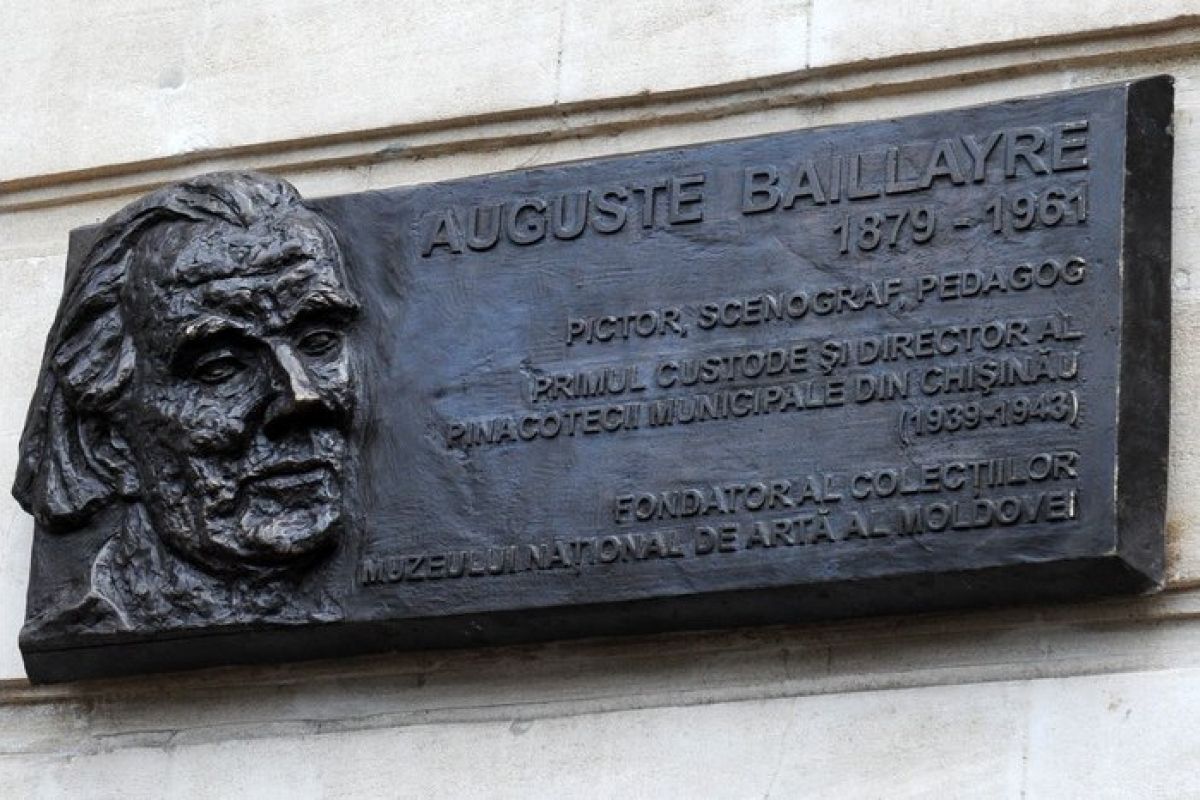 AUGUSTE BAILLAYRE
1879 - 1961
PICTOR, SCENOGRAF, PEDAGOG
PRIMUL CUSTODE ŞI DIRECTOR AL
PINACOTECII MUNICIPALE DIN CHIŞINĂU
(1939-1943)
FONDATOR AL COLECŢIILOR
MUZEULUI NAŢIONAL DE ARTĂ AL MOLDOVEI